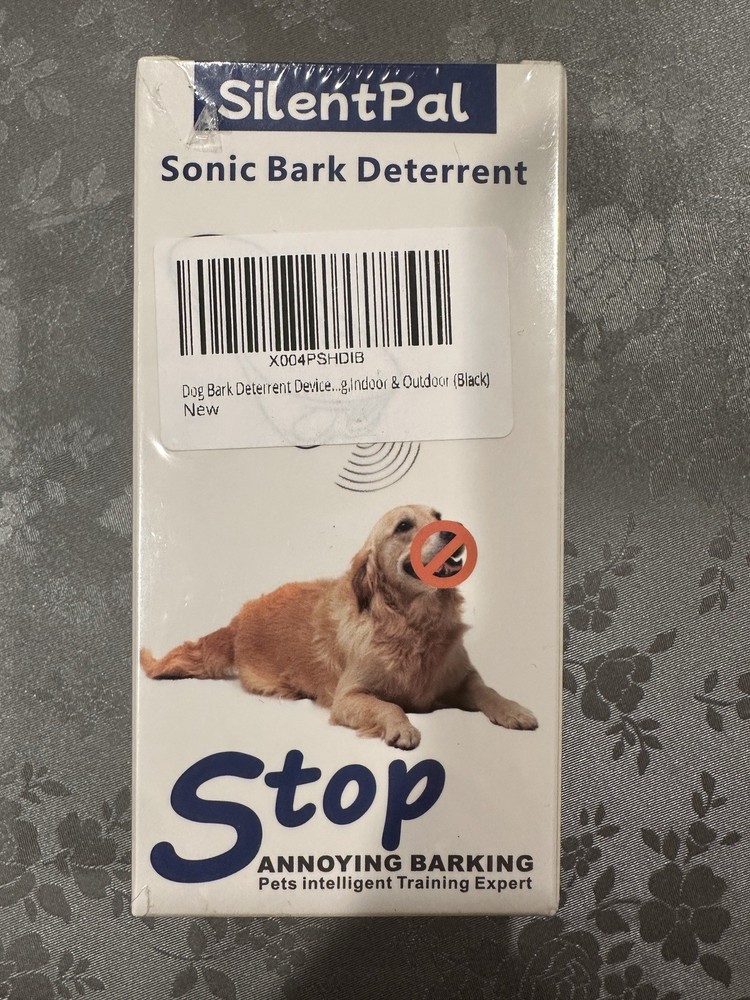 SilentPal
Sonic Bark Deterrent
X004PSHDIB
Dog Bark Deterrent Device...g,Indoor & Outdoor (Black)
New
Stop
ANNOYING BARKING
Pets intelligent Training Expert